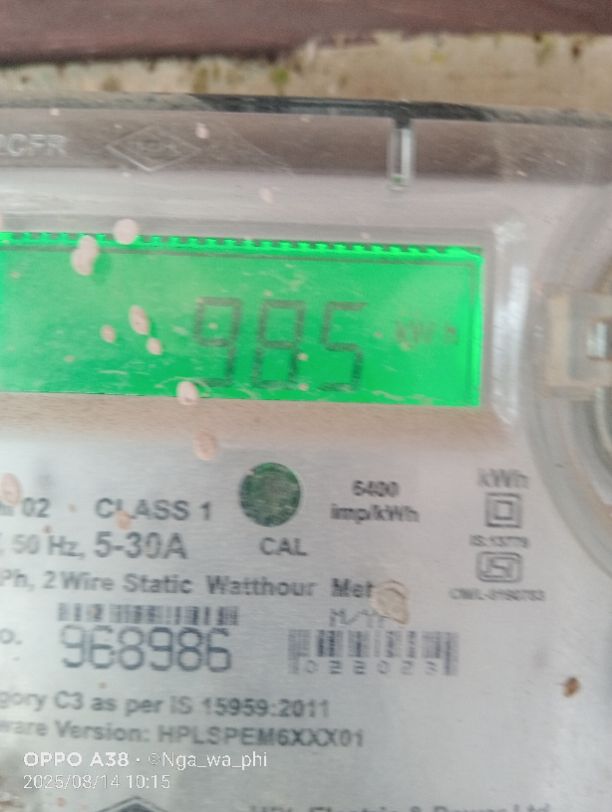 985 kWh
6400
imp/kWh
kWh
02 CLASS 1
50 Hz, 5-30A
CAL
IS:13779
Ph, 2 Wire Static Watthour
M/YY
968986
022023
gory C3 as per IS 15959:2011
ware Version: HPLSPEM6XXX01
OPPO A38 · ©Nga_wa_phi
2025/08/14 10:15